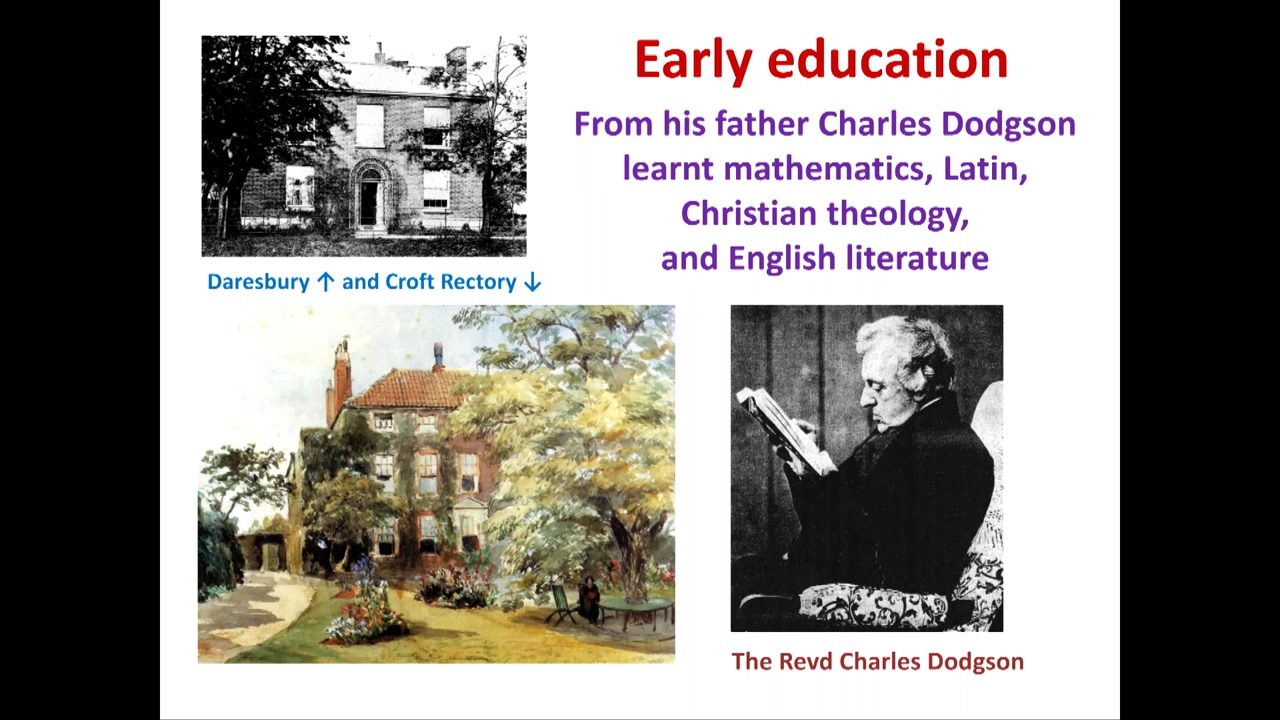 Early education
From his father Charles Dodgson
learnt mathematics, Latin,
Christian theology,
and English literature
Daresbury ↑ and Croft Rectory ↓
The Revd Charles Dodgson